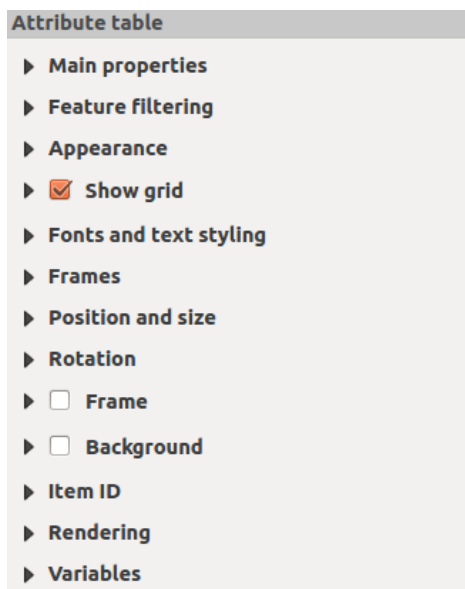 Attribute table
Main properties
Feature filtering
Appearance
Show grid
Fonts and text styling
Frames
Position and size
Rotation
Frame
Background
Item ID
Rendering
Variables